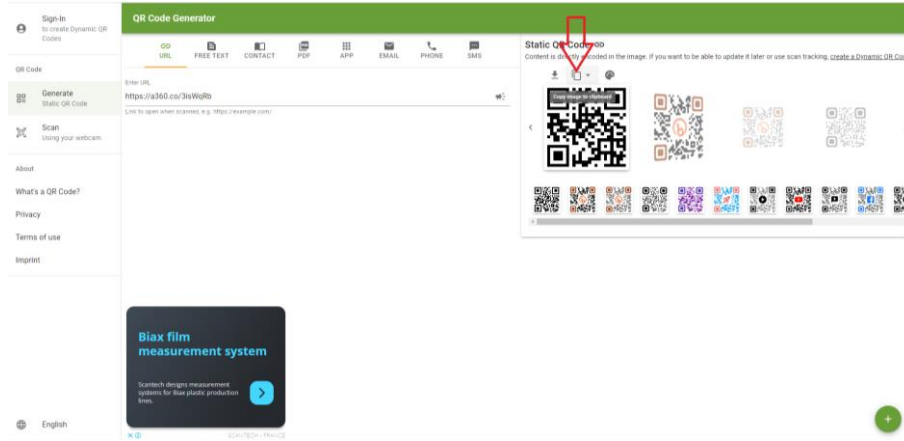 Sign-In
to create Dynamic QR
Codes
QR Code
Generate
Static QR Code
Scan
Using your webcam
About
What's a QR Code?
Privacy
Terms of use
Imprint
English
QR Code Generator
URL
FREE TEXT
CONTACT
PDF
APP
EMAIL
PHONE
SMS
Enter URL
https://a360.co/3isWqRb
Link to open when scanned, e.g. https://example.com/
Biax film
measurement system
Scantech designs measurement
systems for Biax plastic production
lines.
SCANTECH - FRANCE
Static QR Code
Content is directly encoded in the image. If you want to be able to update it later or use scan tracking, create a Dynamic QR Co
Copy image to clipboard